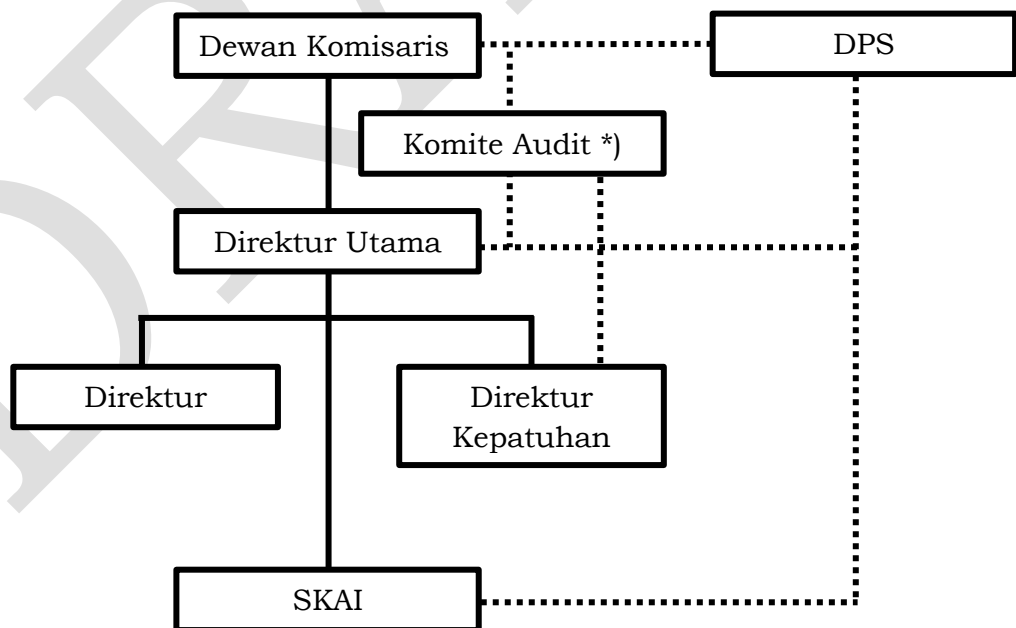 Dewan Komisaris
DPS
Komite Audit *)
Direktur Utama
Direktur
Direktur
Kepatuhan
SKAI